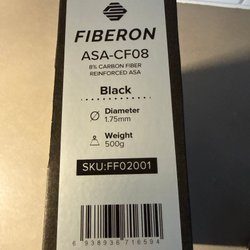 FIBERON
ASA-CF08
8% CARBON FIBER
REINFORCED ASA
Black
Diameter
1.75mm
Weight
500g
SKU:FF02001
6 938936 716594